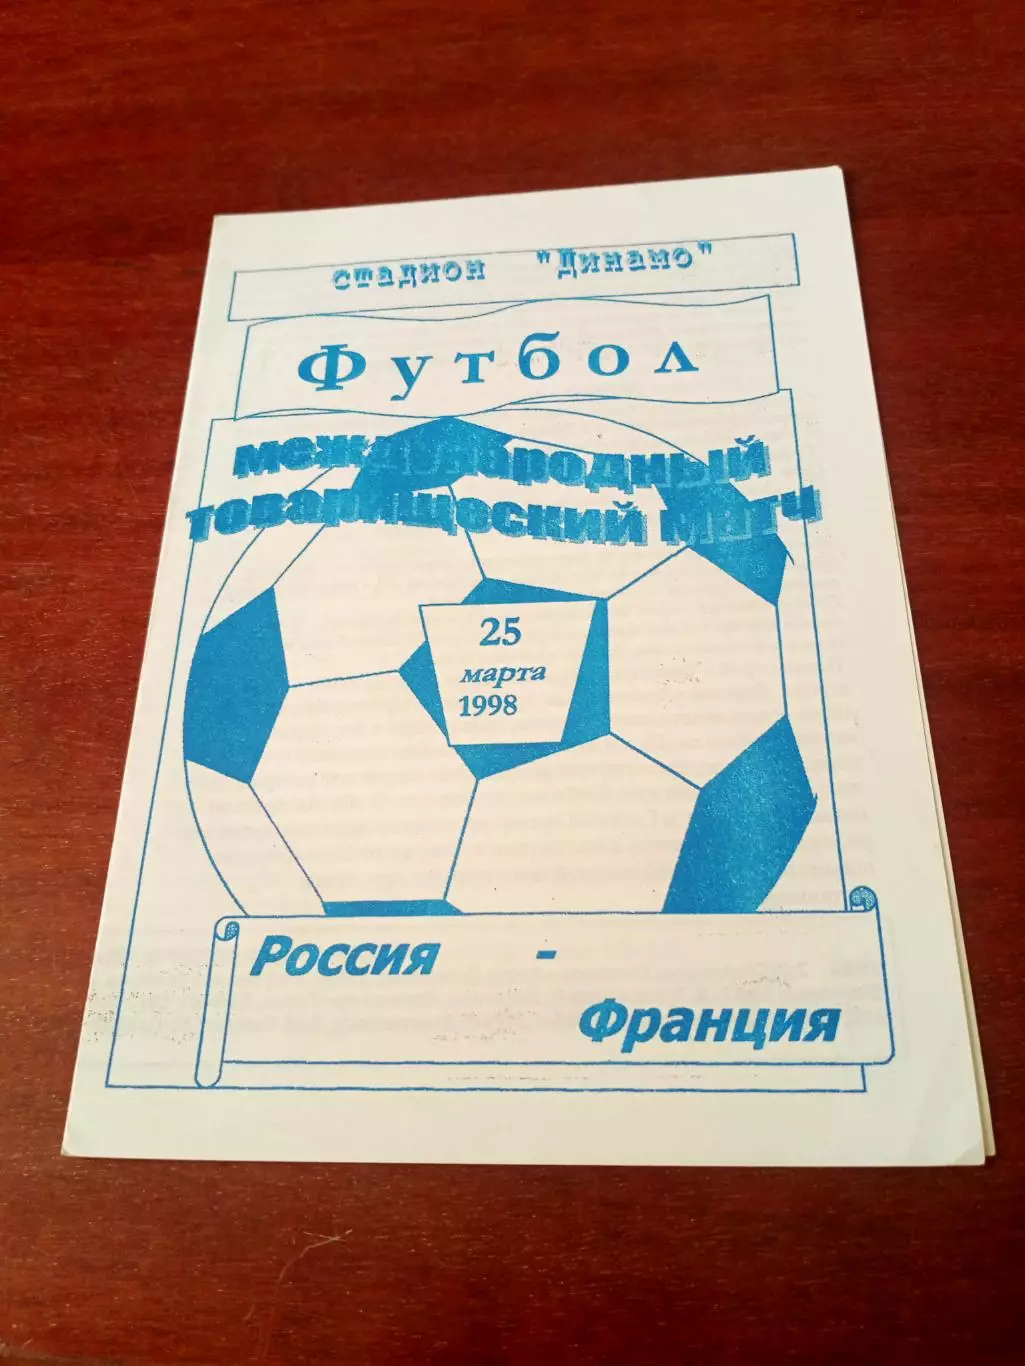 стадион "Динамо"
Футбол
международный
товарищеский матч
25
марта
1998
Россия -
Франция